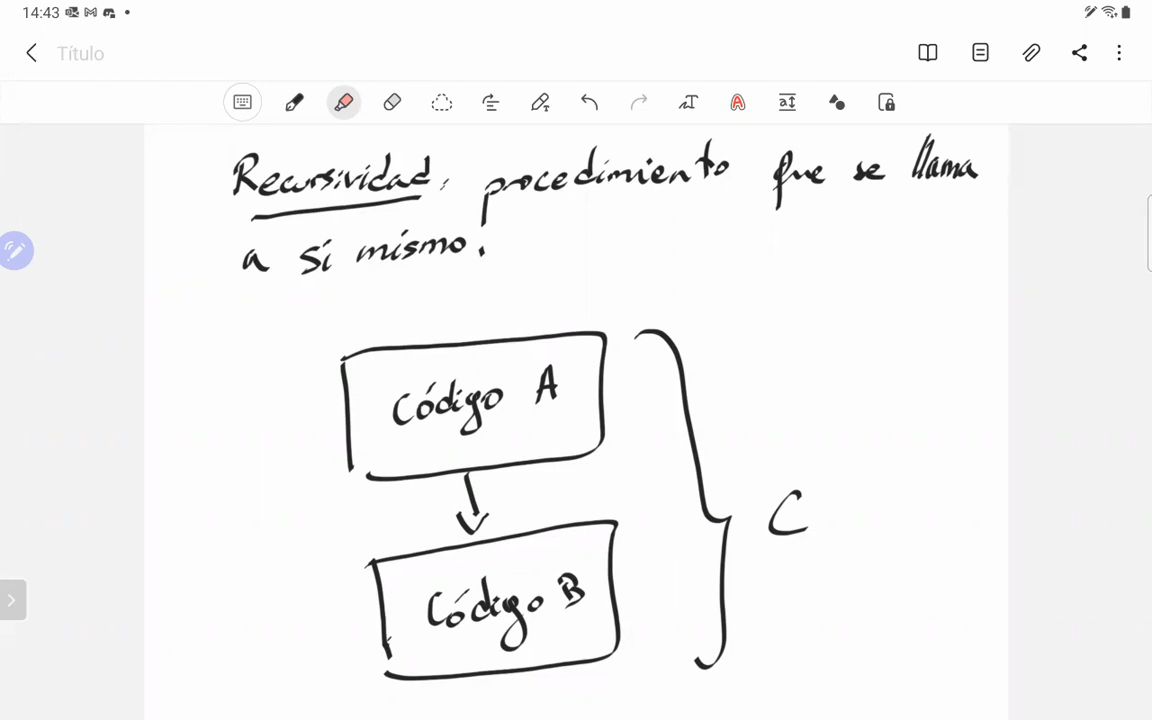 14:43
Título
Recursividad, procedimiento que se llama
a sí mismo.
Código A
C
Código B